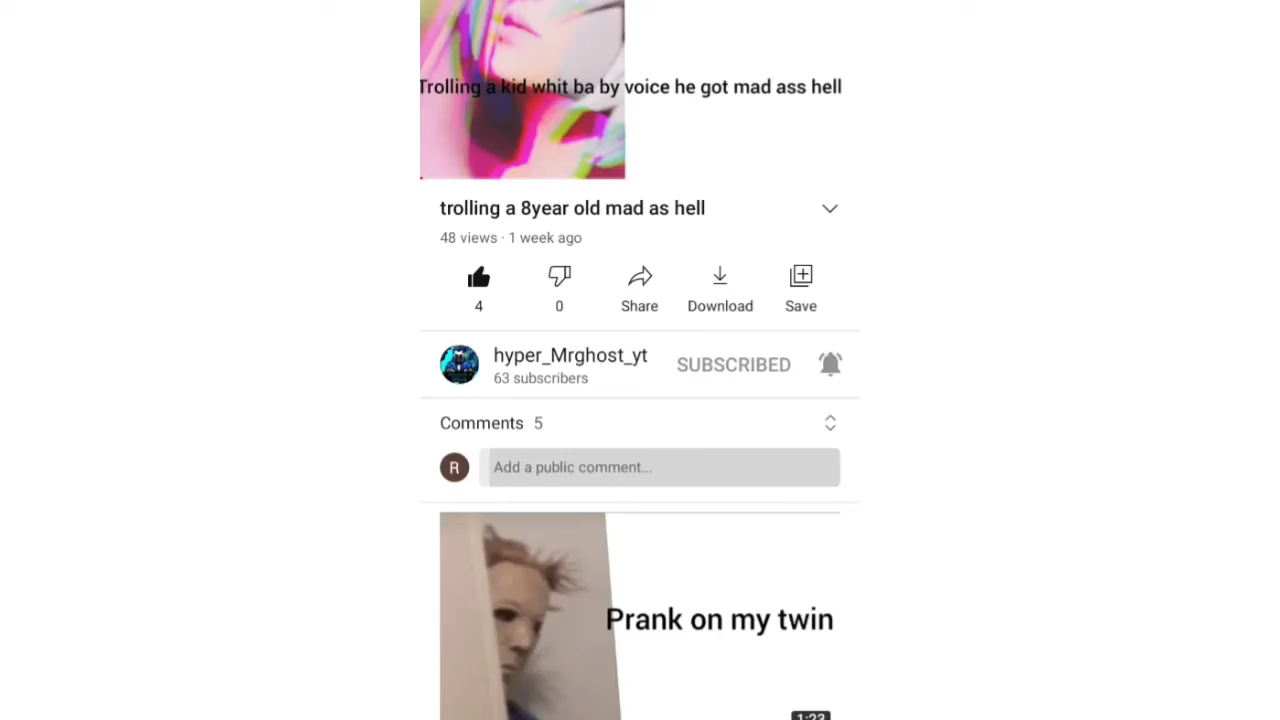 Trolling a kid whit ba by voice he got mad ass hell
trolling a 8year old mad as hell
48 views · 1 week ago
4
0
Share
Download
Save
hyper_Mrghost_yt
63 subscribers
SUBSCRIBED
Comments 5
R
Add a public comment...
Prank on my twin
1:23